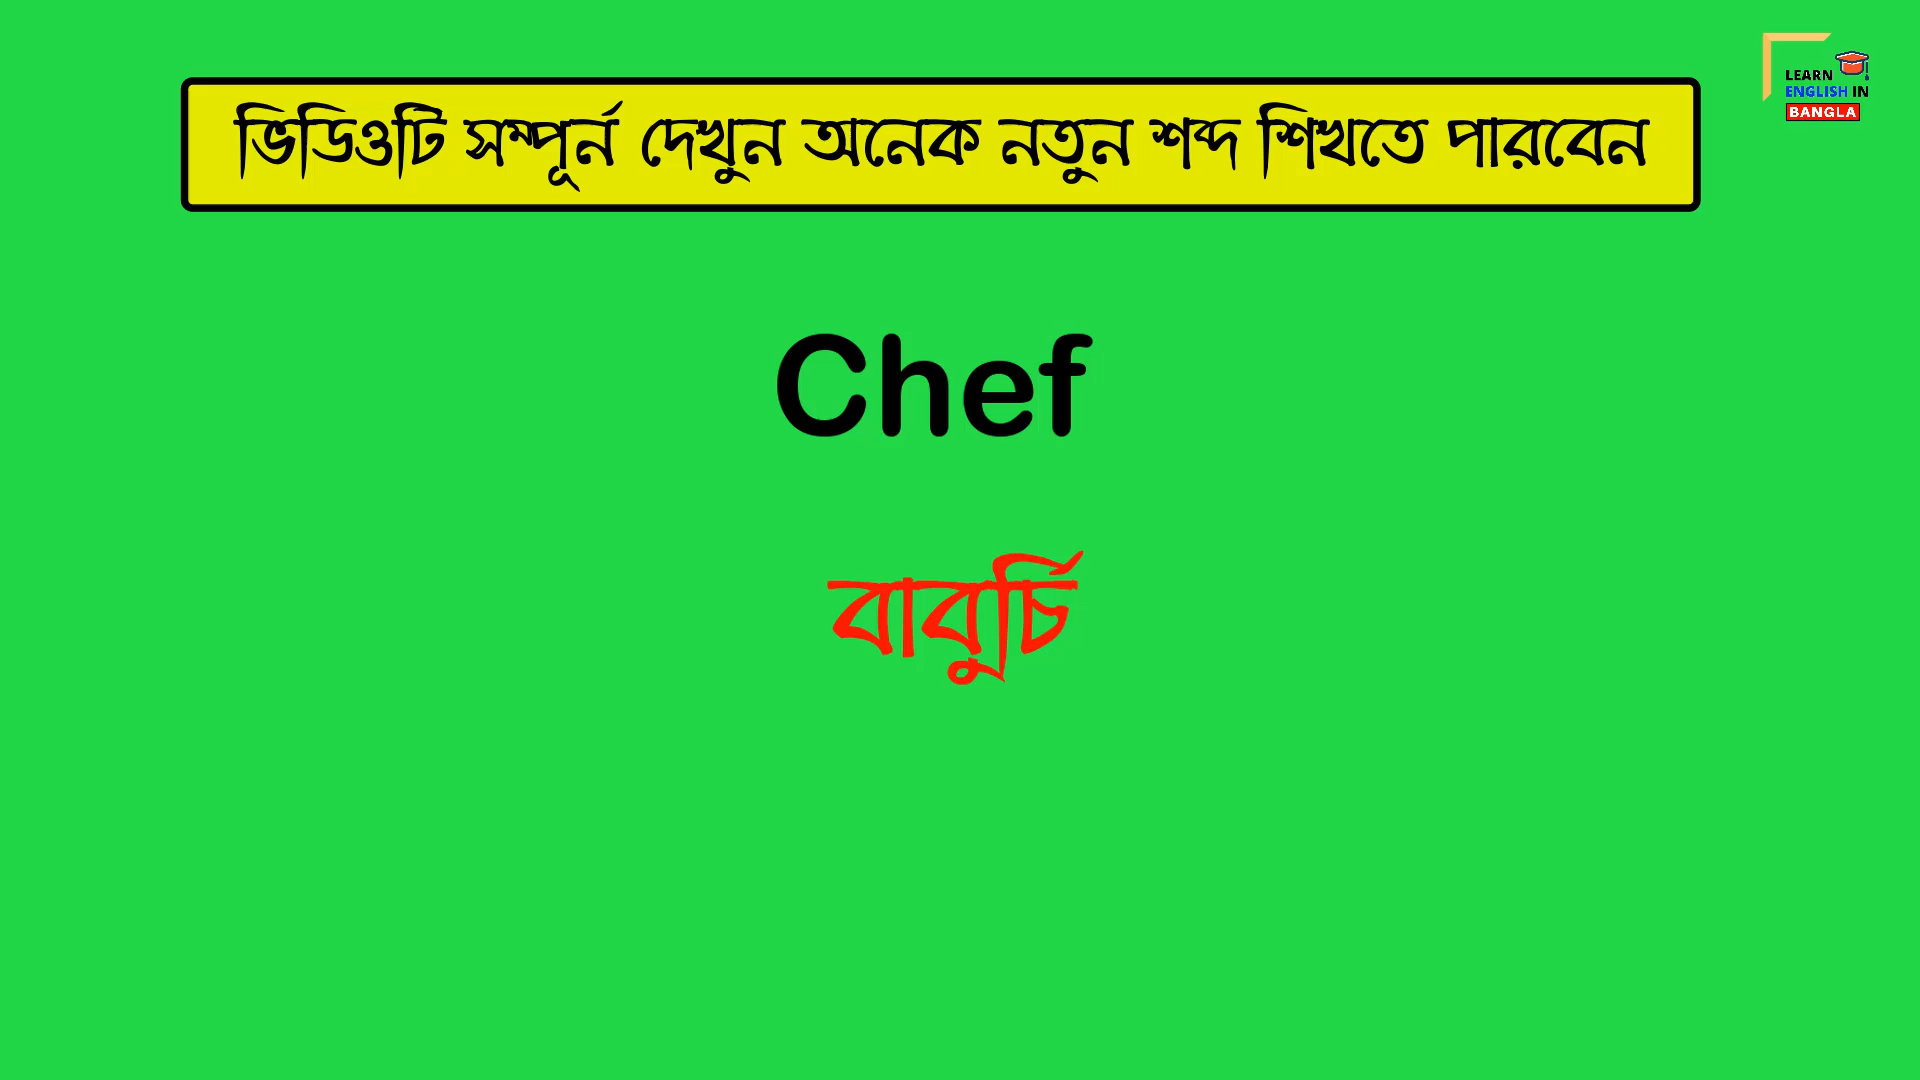 LEARN
ENGLISH IN
BANGLA
ভিডিওটি সম্পূর্ন দেখুন অনেক নতুন শব্দ শিখতে পারবেন
Chef
বাবুর্চি